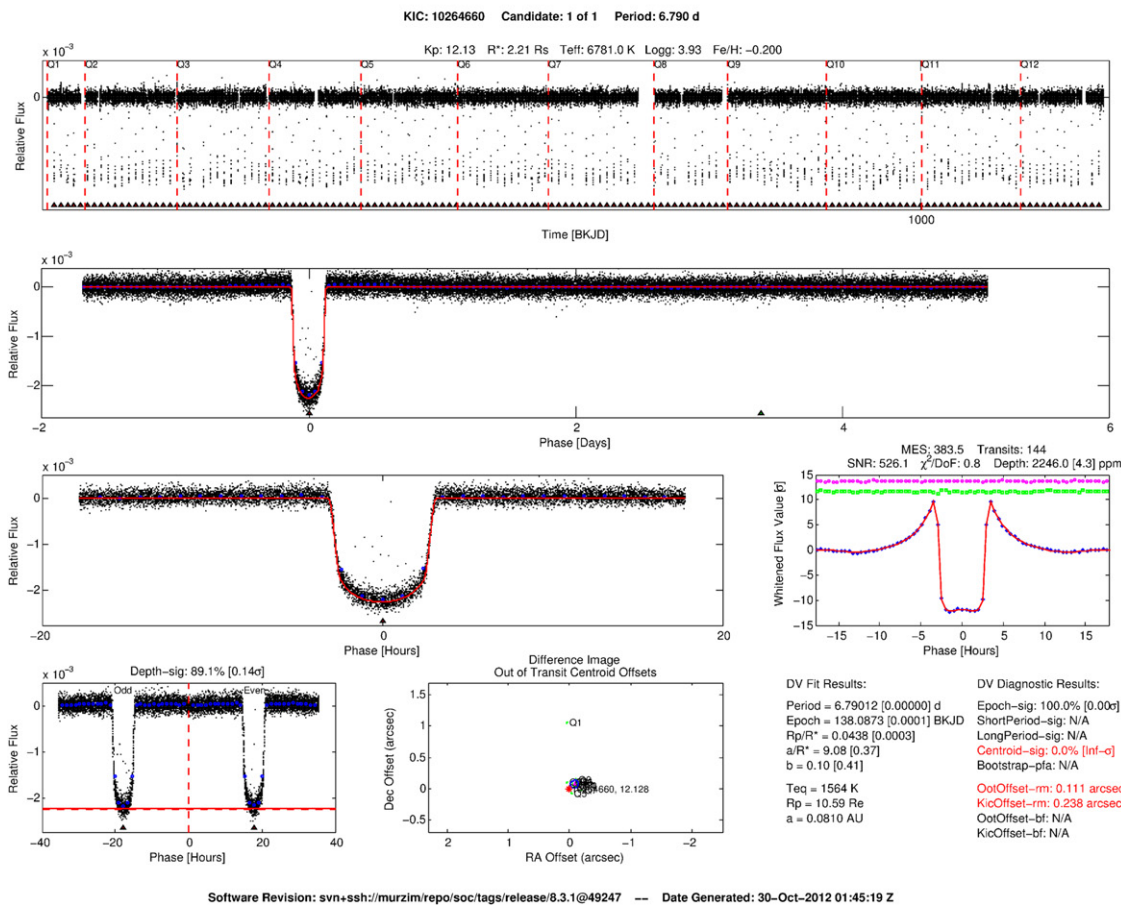 KIC: 10264660 Candidate: 1 of 1 Period: 6.790 d
Kp: 12.13 R*: 2.21 Rs Teff: 6781.0 K Logg: 3.93 Fe/H: -0.200
x 10⁻³
Q1 Q2 Q3 Q4 Q5 Q6 Q7 Q8 Q9 Q10 Q11 Q12
0
Relative Flux
1000
Time [BKJD]
x 10⁻³
0
−1
−2
Relative Flux
−2 0 2 4 6
Phase [Days]
x 10⁻³
0
−1
−2
Relative Flux
−20 0 20
Phase [Hours]
MES: 383.5 Transits: 144
SNR: 526.1 χ²/DoF: 0.8 Depth: 2246.0 [4.3] ppm
15
10
5
0
−5
−10
−15
Whitened Flux Value [σ]
−15 −10 −5 0 5 10 15
Phase [Hours]
Depth-sig: 89.1% [0.14σ]
x 10⁻³
Odd Even
0
−1
−2
Relative Flux
−40 −20 0 20 40
Phase [Hours]
Difference Image
Out of Transit Centroid Offsets
1.5
1
0.5
0
−0.5
Dec Offset (arcsec)
Q1
660, 12.128
2 1 0 −1 −2
RA Offset (arcsec)
DV Fit Results:
Period = 6.79012 [0.00000] d
Epoch = 138.0873 [0.0001] BKJD
Rp/R* = 0.0438 [0.0003]
a/R* = 9.08 [0.37]
b = 0.10 [0.41]
Teq = 1564 K
Rp = 10.59 Re
a = 0.0810 AU
DV Diagnostic Results:
Epoch-sig: 100.0% [0.00σ]
ShortPeriod-sig: N/A
LongPeriod-sig: N/A
Centroid-sig: 0.0% [Inf-σ]
Bootstrap-pfa: N/A
OotOffset-rm: 0.111 arcsec
KicOffset-rm: 0.238 arcsec
OotOffset-bf: N/A
KicOffset-bf: N/A
Software Revision: svn+ssh://murzim/repo/soc/tags/release/8.3.1@49247 −− Date Generated: 30−Oct−2012 01:45:19 Z